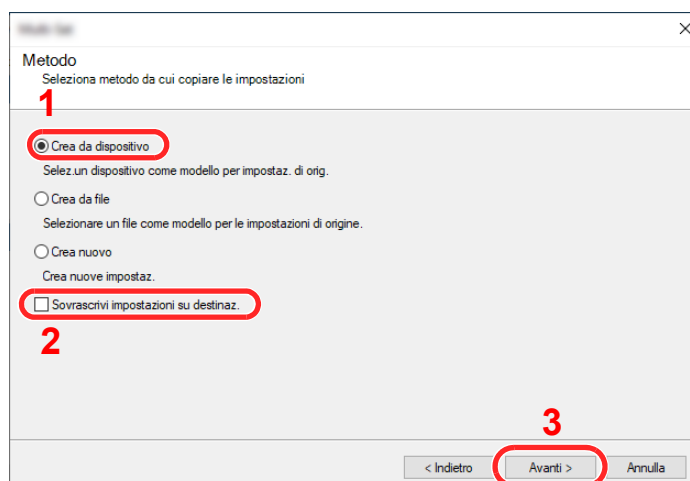 Metodo
Seleziona metodo da cui copiare le impostazioni
1
Crea da dispositivo
Selez.un dispositivo come modello per impostaz. di orig.
Crea da file
Selezionare un file come modello per le impostazioni di origine.
Crea nuovo
Crea nuove impostaz.
Sovrascrivi impostazioni su destinaz.
2
3
< Indietro Avanti > Annulla